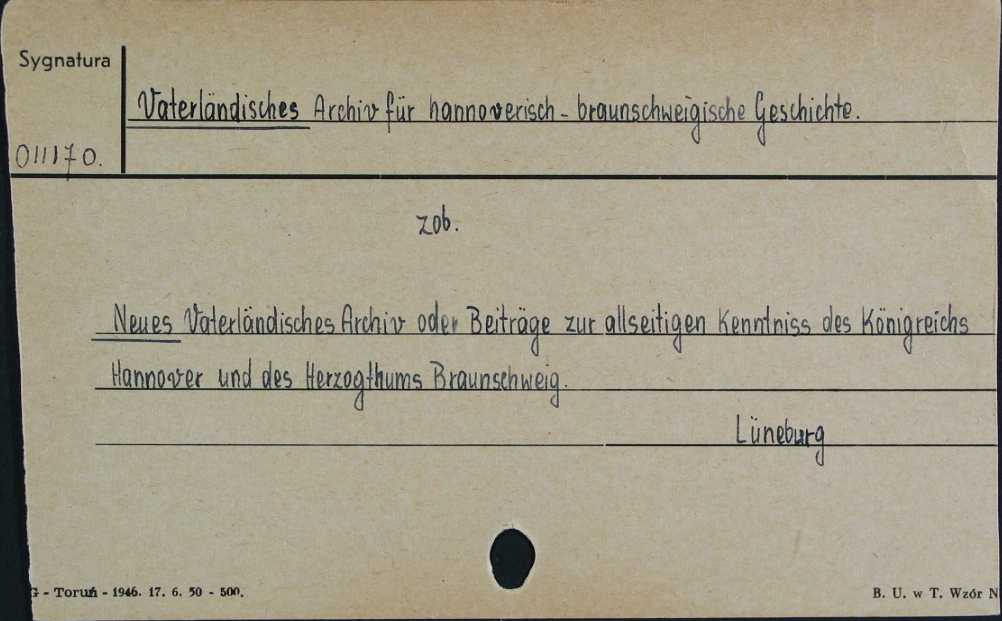 Sygnatura
Vaterländisches Archiv für hannoverisch-braunschweigische Geschichte.
011170.
zob.
Neues Vaterländisches Archiv oder Beiträge zur allseitigen Kenntniss des Königreichs
Hannover und des Herzogthums Braunschweig.
Lüneburg
G - Toruń - 1946. 17. 6. 50 - 500.
B. U. w T. Wzór N